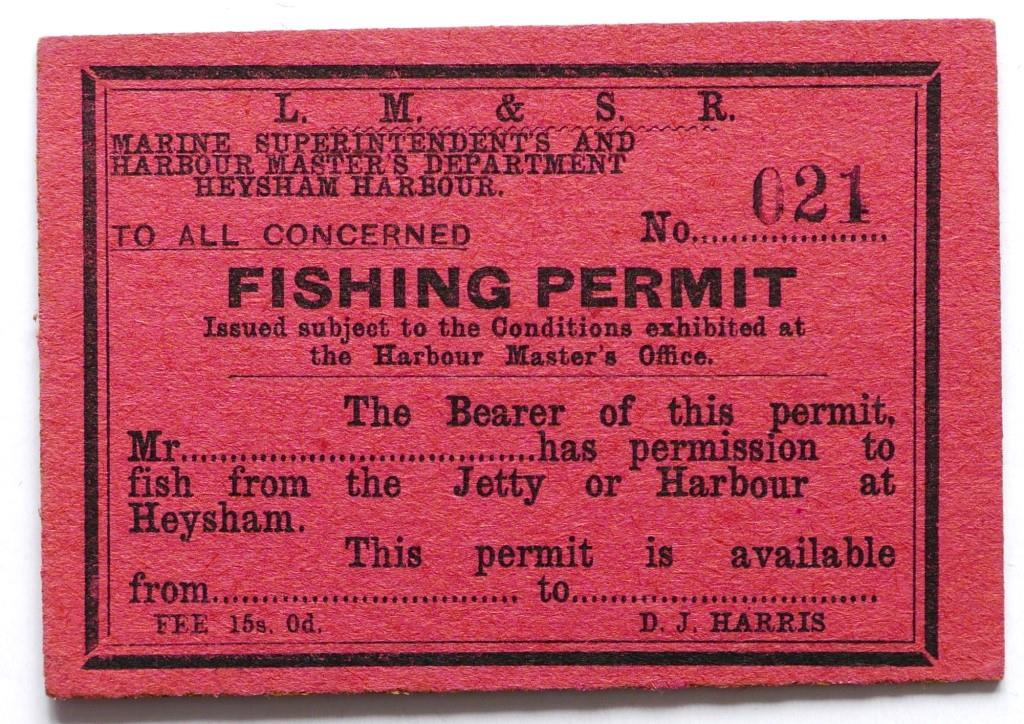 L. M. & S. R.
MARINE SUPERINTENDENT'S AND
HARBOUR MASTER'S DEPARTMENT
HEYSHAM HARBOUR.
TO ALL CONCERNED
No. 021
FISHING PERMIT
Issued subject to the Conditions exhibited at
the Harbour Master's Office.
The Bearer of this permit,
Mr.....................................has permission to
fish from the Jetty or Harbour at
Heysham.
This permit is available
from................................ to................................
FEE 15s. 0d. D. J. HARRIS